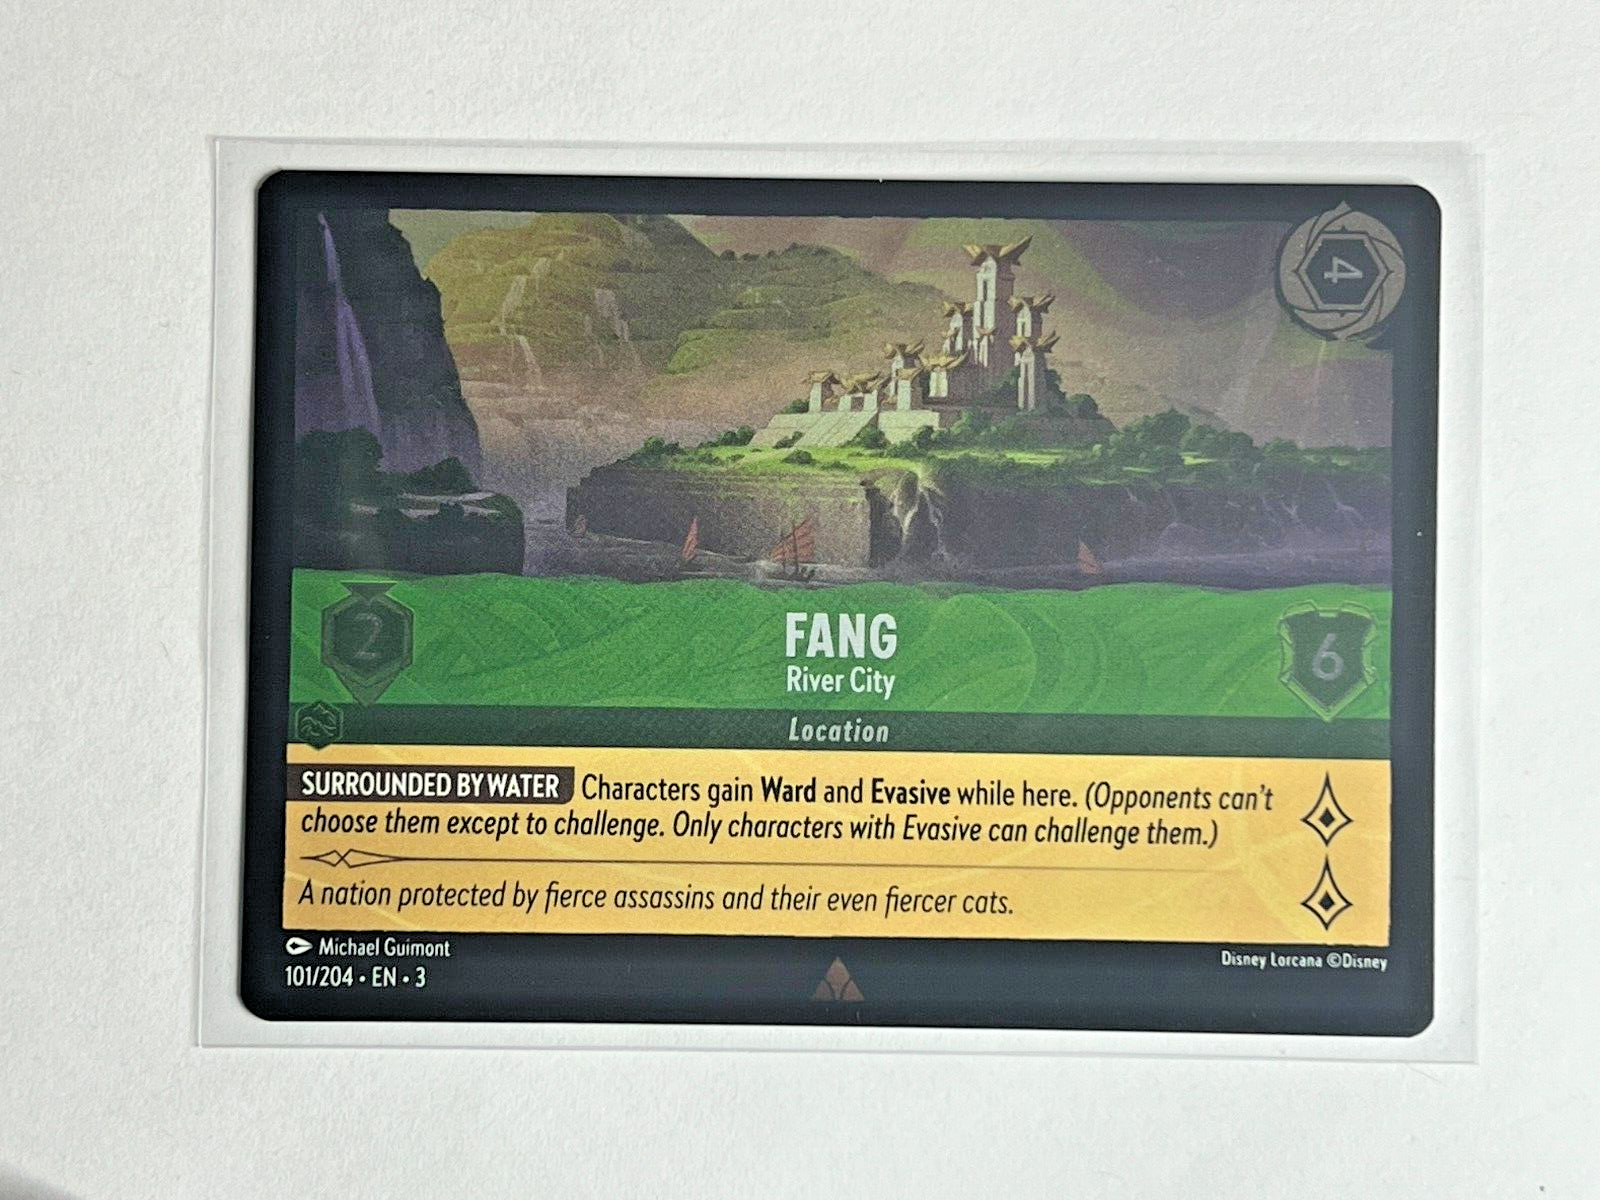 4
2
FANG
6
River City
Location
SURROUNDED BY WATER Characters gain Ward and Evasive while here. (Opponents can't
choose them except to challenge. Only characters with Evasive can challenge them.)
A nation protected by fierce assassins and their even fiercer cats.
Michael Guimont
101/204 • EN • 3
Disney Lorcana ©Disney